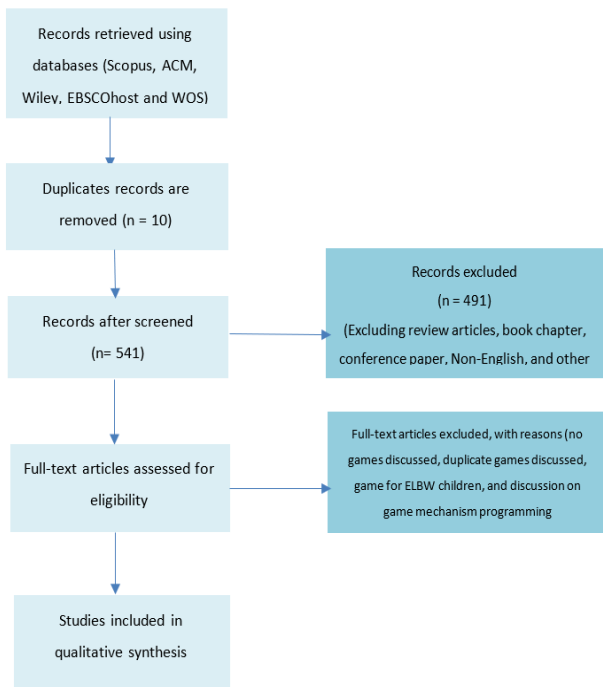 Records retrieved using
databases (Scopus, ACM,
Wiley, EBSCOhost and WOS)
Duplicates records are
removed (n = 10)
Records after screened
(n= 541)
Records excluded
(n = 491)
(Excluding review articles, book chapter,
conference paper, Non-English, and other
Full-text articles assessed for
eligibility
Full-text articles excluded, with reasons (no
games discussed, duplicate games discussed,
game for ELBW children, and discussion on
game mechanism programming
Studies included in
qualitative synthesis